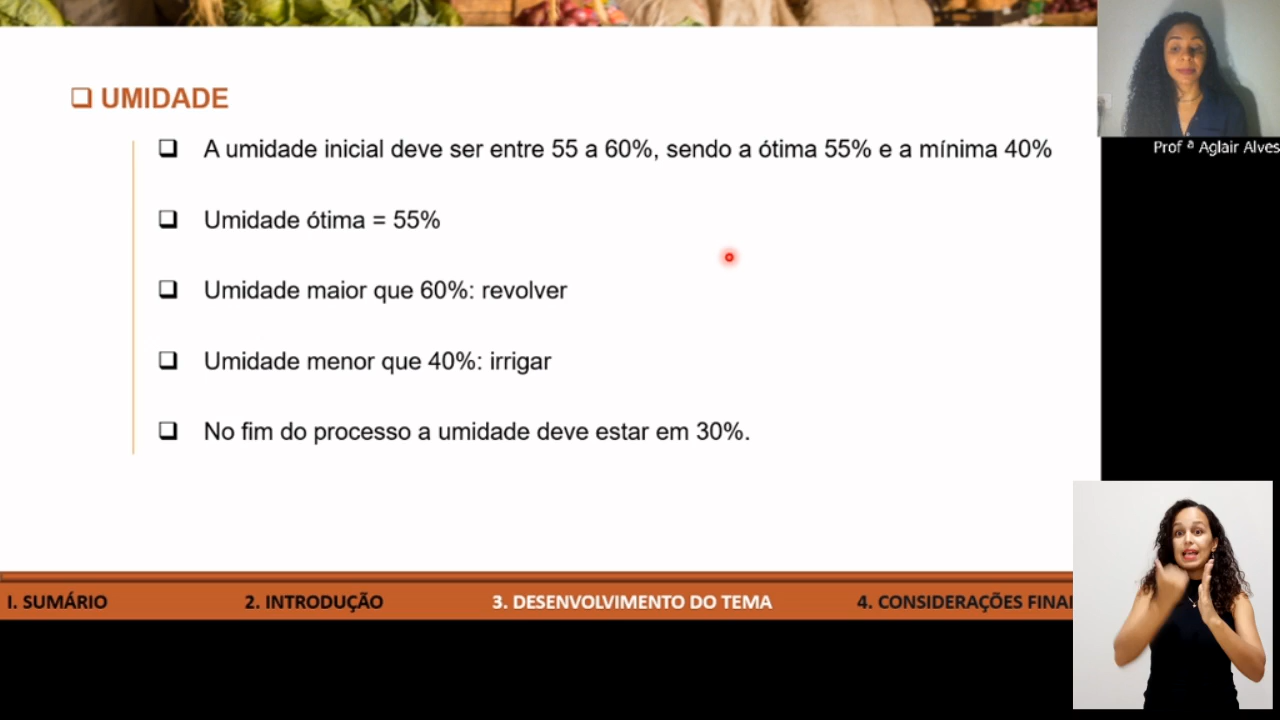 UMIDADE
A umidade inicial deve ser entre 55 a 60%, sendo a ótima 55% e a mínima 40%
Umidade ótima = 55%
Umidade maior que 60%: revolver
Umidade menor que 40%: irrigar
No fim do processo a umidade deve estar em 30%.
Prof ª Aglair Alves
I. SUMÁRIO
2. INTRODUÇÃO
3. DESENVOLVIMENTO DO TEMA
4. CONSIDERAÇÕES FINAI